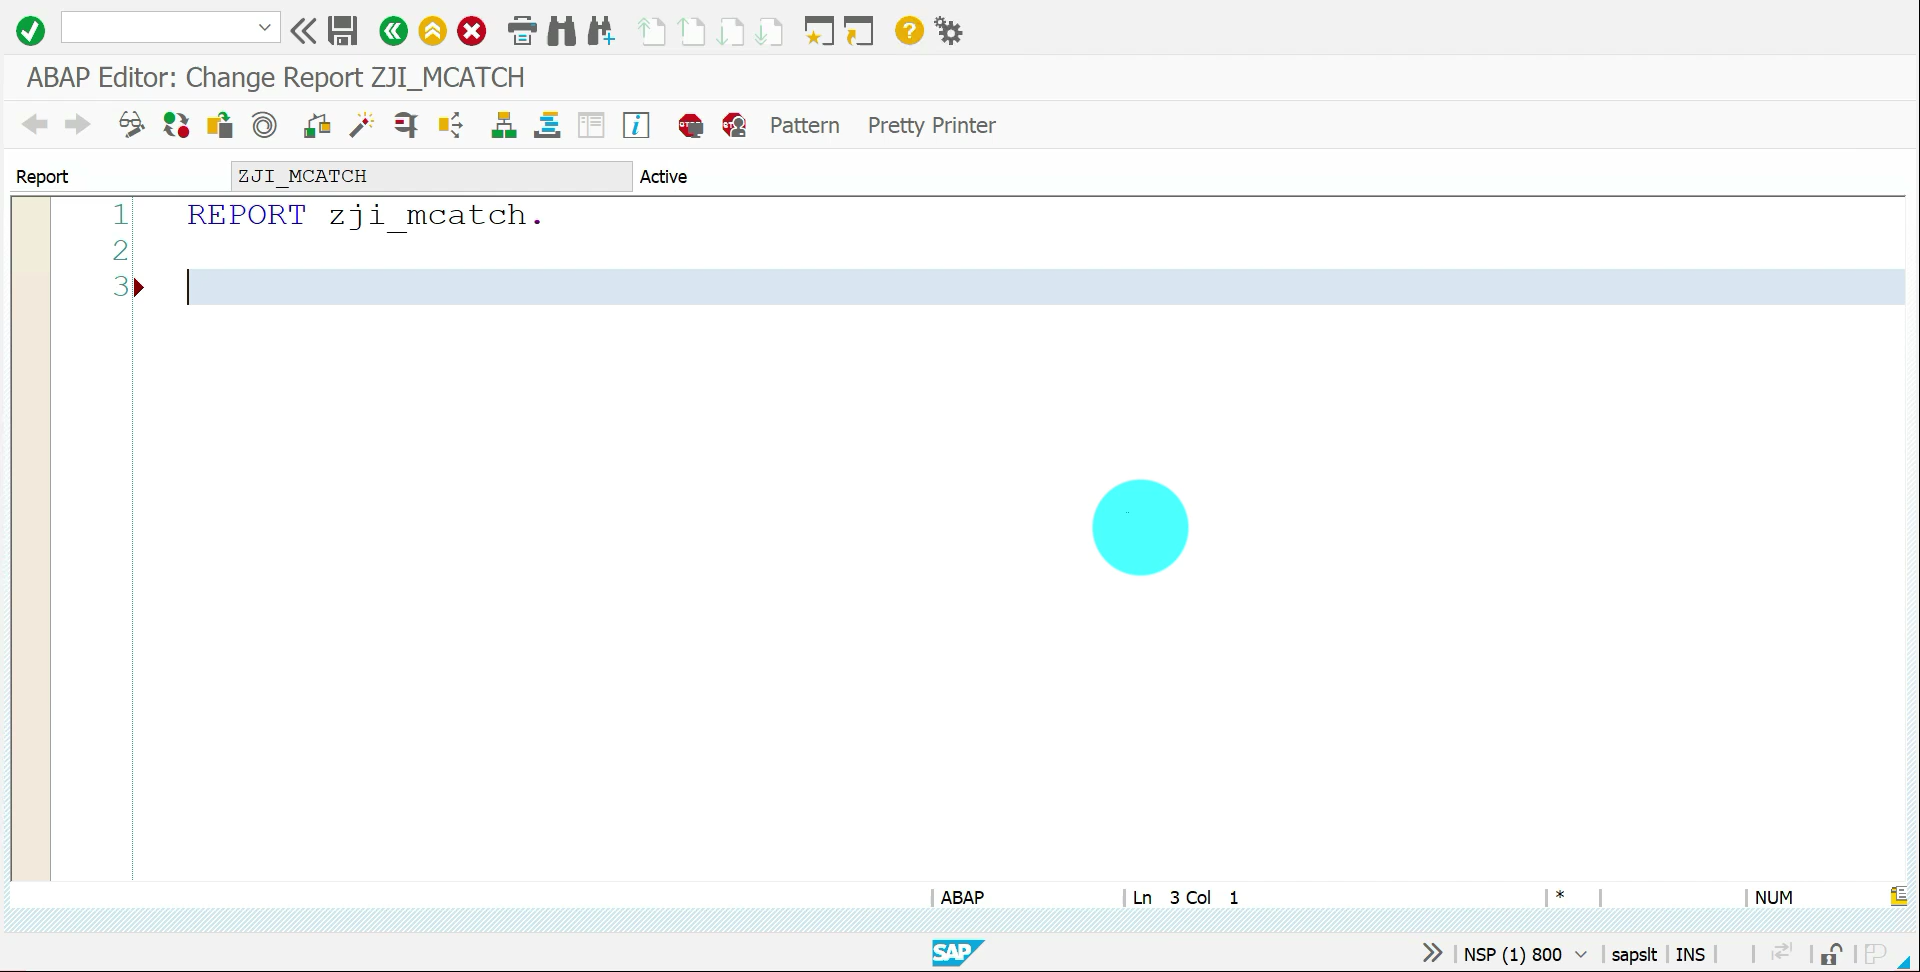 ABAP Editor: Change Report ZJI_MCATCH
Pattern Pretty Printer
Report ZJI_MCATCH Active
1 REPORT zji_mcatch.
2
3
ABAP Ln 3 Col 1 * NUM
SAP NSP (1) 800 sapslt INS